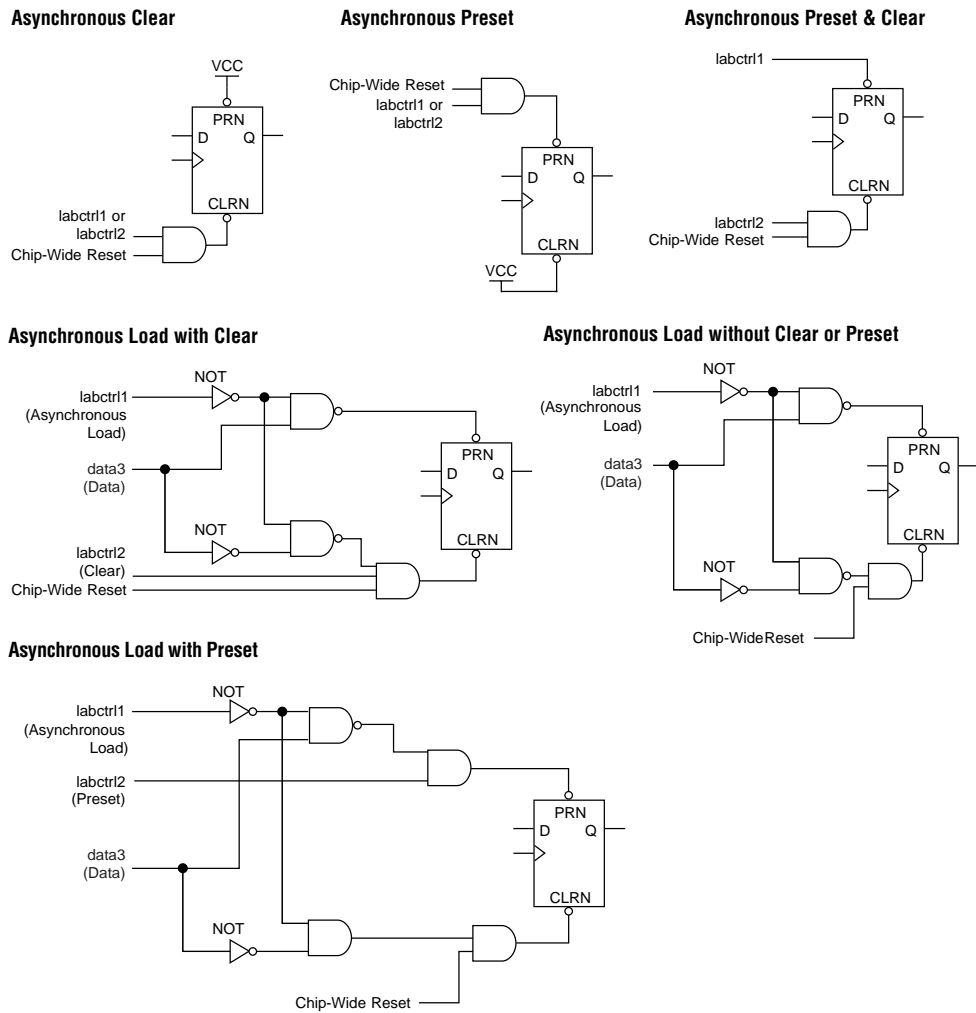 Asynchronous Clear
VCC
PRN
D
Q
CLRN
labctrl1 or
labctrl2
Chip-Wide Reset
Asynchronous Preset
Chip-Wide Reset
labctrl1 or
labctrl2
PRN
D
Q
CLRN
VCC
Asynchronous Preset & Clear
labctrl1
PRN
D
Q
CLRN
labctrl2
Chip-Wide Reset
Asynchronous Load with Clear
NOT
labctrl1
(Asynchronous
Load)
PRN
D
Q
data3
(Data)
NOT
CLRN
labctrl2
(Clear)
Chip-Wide Reset
Asynchronous Load without Clear or Preset
NOT
labctrl1
(Asynchronous
Load)
PRN
D
Q
data3
(Data)
CLRN
NOT
Chip-WideReset
Asynchronous Load with Preset
NOT
labctrl1
(Asynchronous
Load)
labctrl2
(Preset)
PRN
D
Q
data3
(Data)
CLRN
NOT
Chip-Wide Reset